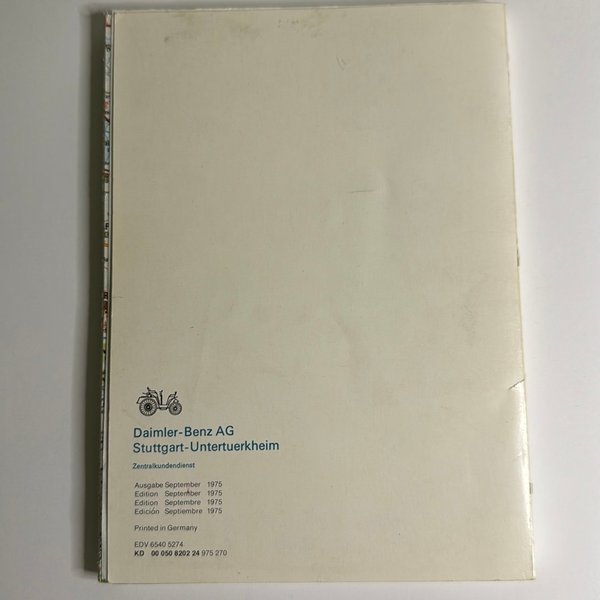 Daimler-Benz AG
Stuttgart-Untertuerkheim
Zentralkundendienst
Ausgabe September 1975
Edition September 1975
Edition Septembre 1975
Edición Septiembre 1975
Printed in Germany
EDV 6540 5274
KD 00 050 8202 24 975 270